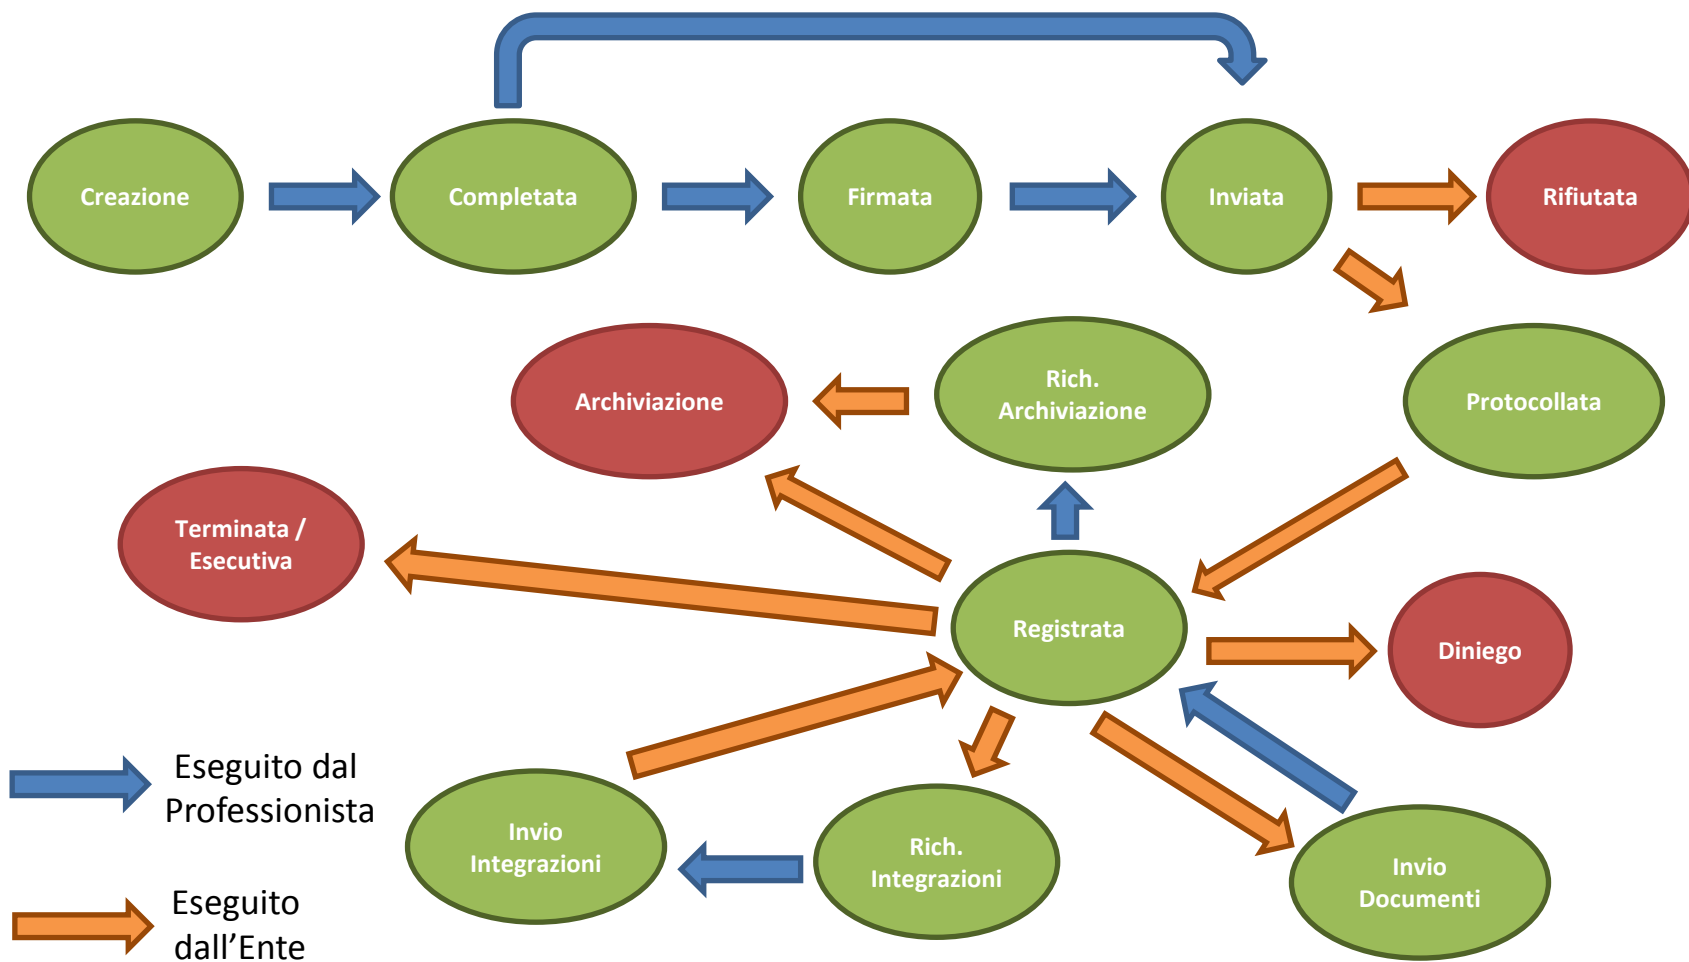 Creazione
Completata
Firmata
Inviata
Rifiutata
Archiviazione
Rich.
Archiviazione
Protocollata
Terminata /
Esecutiva
Registrata
Diniego
Eseguito dal
Professionista
Invio
Integrazioni
Rich.
Integrazioni
Invio
Documenti
Eseguito
dall’Ente